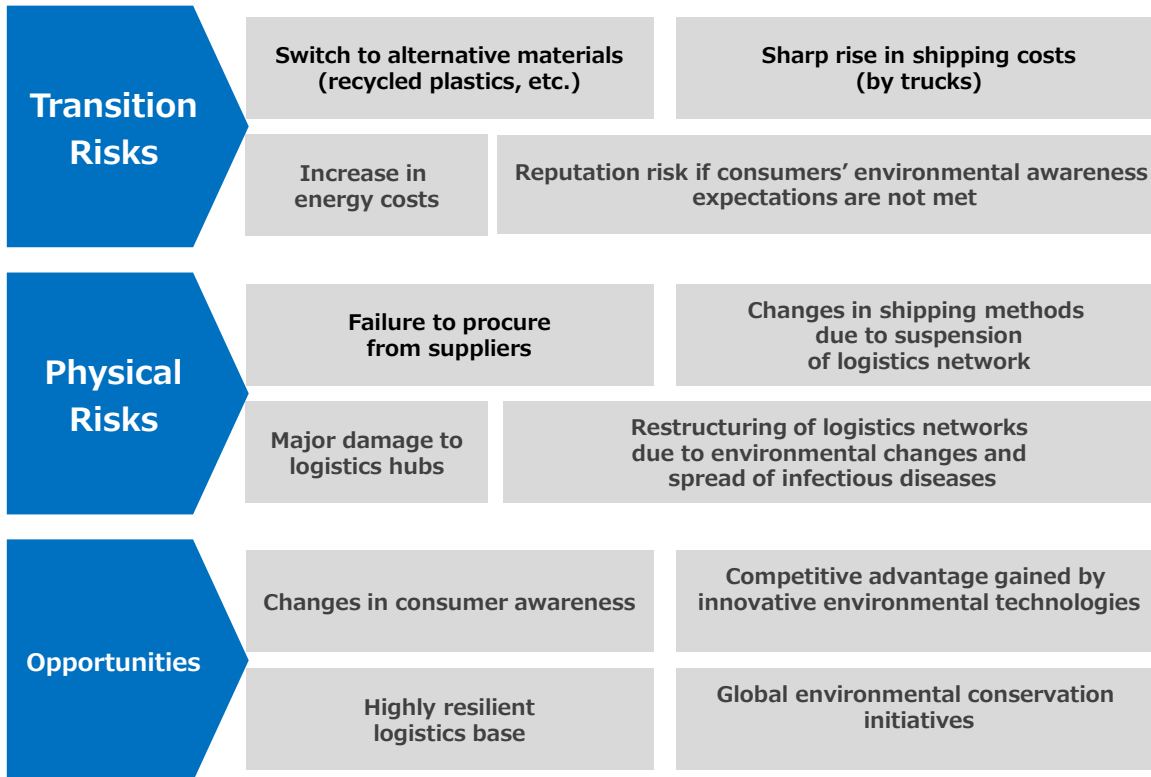 Transition
Risks
Switch to alternative materials
(recycled plastics, etc.)
Sharp rise in shipping costs
(by trucks)
Increase in
energy costs
Reputation risk if consumers’ environmental awareness
expectations are not met
Physical
Risks
Failure to procure
from suppliers
Changes in shipping methods
due to suspension
of logistics network
Major damage to
logistics hubs
Restructuring of logistics networks
due to environmental changes and
spread of infectious diseases
Opportunities
Changes in consumer awareness
Competitive advantage gained by
innovative environmental technologies
Highly resilient
logistics base
Global environmental conservation
initiatives